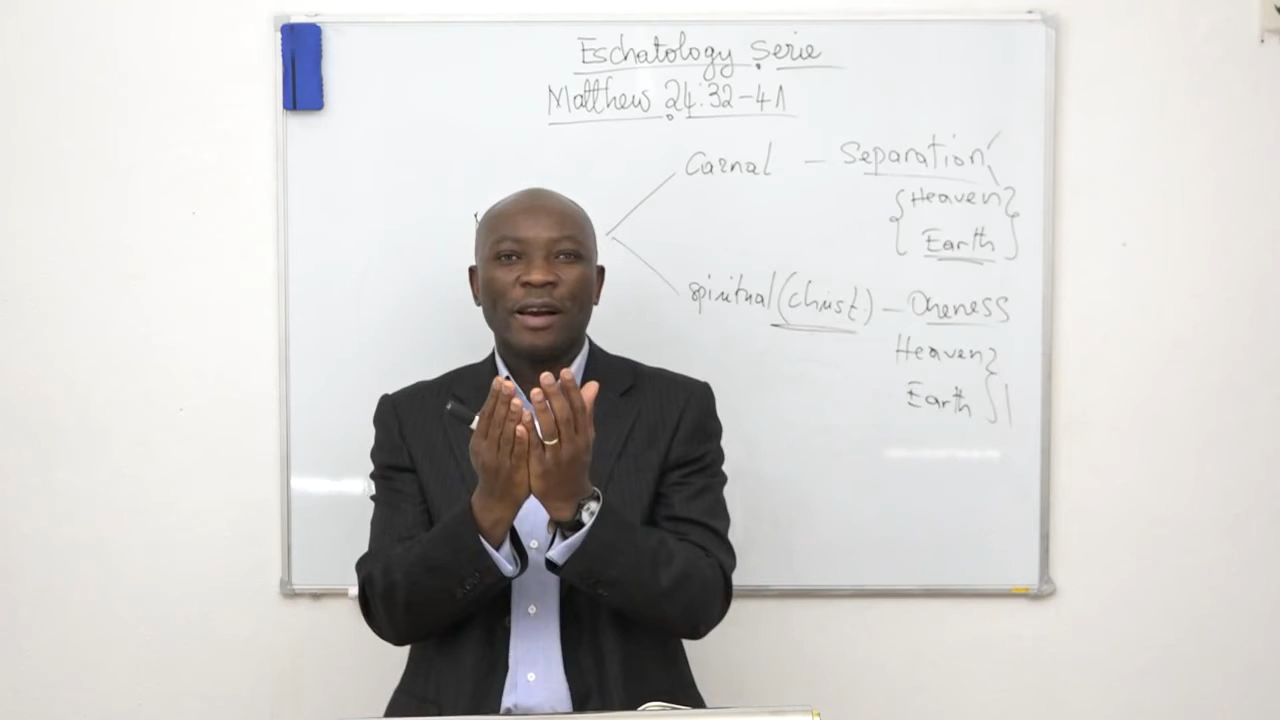 Eschatology Serie
Matthew 24:32-41
Carnal - Separation
{Heaven}
{Earth}
spiritual (christ) - Oneness
Heaven}
Earth}